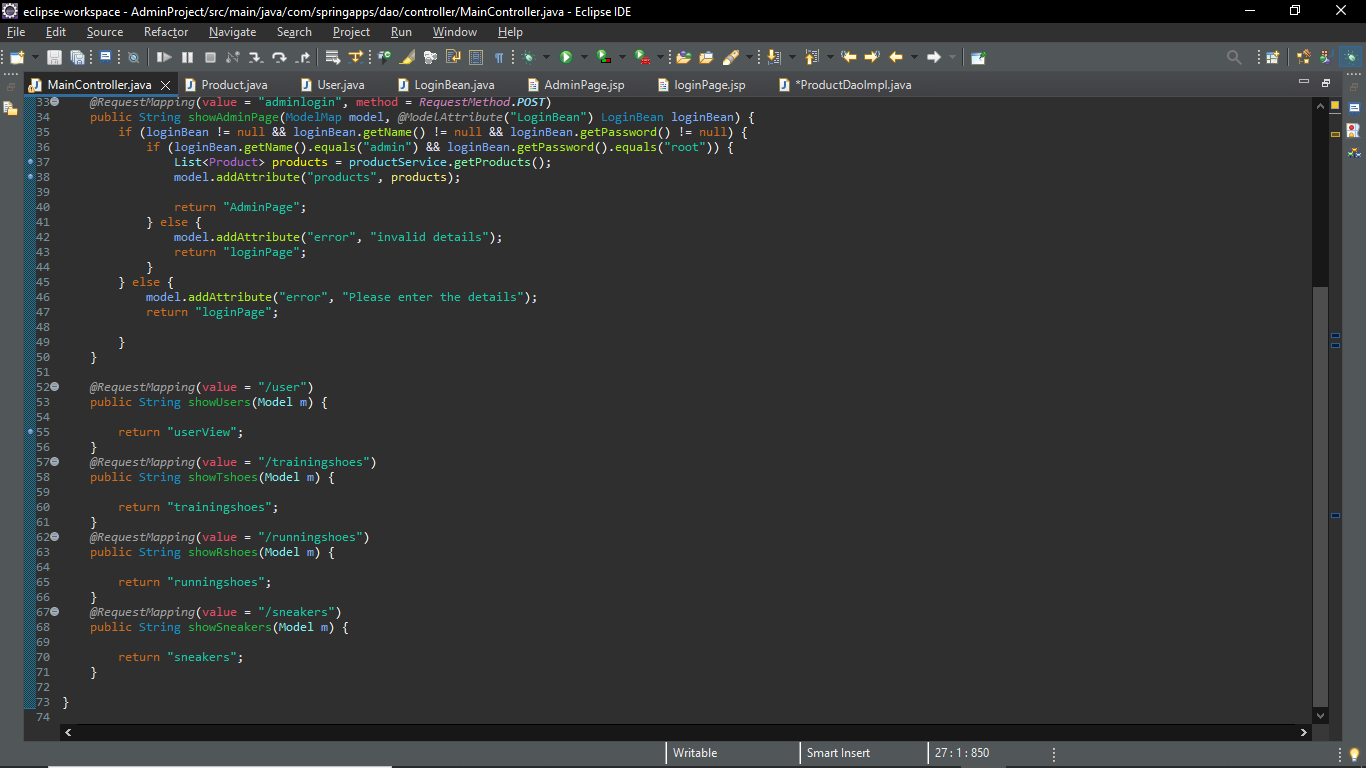 eclipse-workspace - AdminProject/src/main/java/com/springapps/dao/controller/MainController.java - Eclipse IDE
File Edit Source Refactor Navigate Search Project Run Window Help
MainController.java Product.java User.java LoginBean.java AdminPage.jsp loginPage.jsp *ProductDaoImpl.java
33 @RequestMapping(value = "adminlogin", method = RequestMethod.POST)
34 public String showAdminPage(ModelMap model, @ModelAttribute("LoginBean") LoginBean loginBean) {
35 if (loginBean != null && loginBean.getName() != null && loginBean.getPassword() != null) {
36 if (loginBean.getName().equals("admin") && loginBean.getPassword().equals("root")) {
37 List<Product> products = productService.getProducts();
38 model.addAttribute("products", products);
39
40 return "AdminPage";
41 } else {
42 model.addAttribute("error", "invalid details");
43 return "loginPage";
44 }
45 } else {
46 model.addAttribute("error", "Please enter the details");
47 return "loginPage";
48
49 }
50 }
51
52 @RequestMapping(value = "/user")
53 public String showUsers(Model m) {
54
55 return "userView";
56 }
57 @RequestMapping(value = "/trainingshoes")
58 public String showTshoes(Model m) {
59
60 return "trainingshoes";
61 }
62 @RequestMapping(value = "/runningshoes")
63 public String showRshoes(Model m) {
64
65 return "runningshoes";
66 }
67 @RequestMapping(value = "/sneakers")
68 public String showSneakers(Model m) {
69
70 return "sneakers";
71 }
72
73 }
74
Writable Smart Insert 27 : 1 : 850